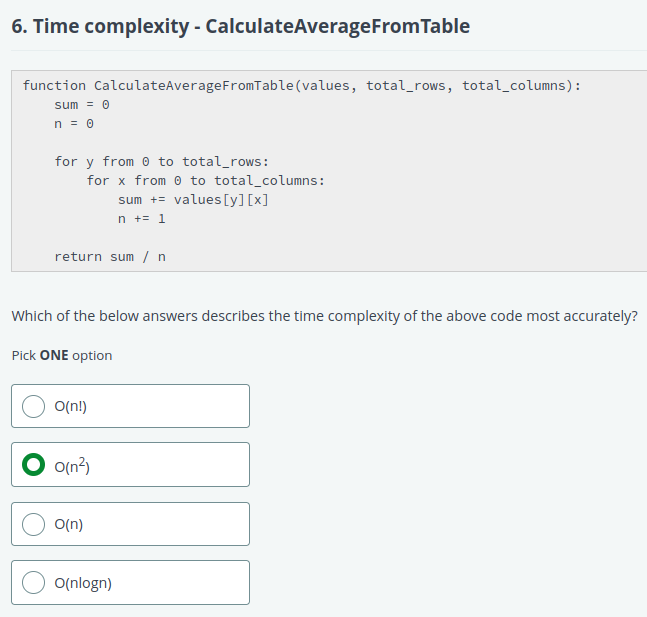 6. Time complexity - CalculateAverageFromTable
function CalculateAverageFromTable(values, total_rows, total_columns):
    sum = 0
    n = 0
    for y from 0 to total_rows:
        for x from 0 to total_columns:
            sum += values[y][x]
            n += 1
    return sum / n
Which of the below answers describes the time complexity of the above code most accurately?
Pick ONE option
O(n!)
O(n²)
O(n)
O(nlogn)